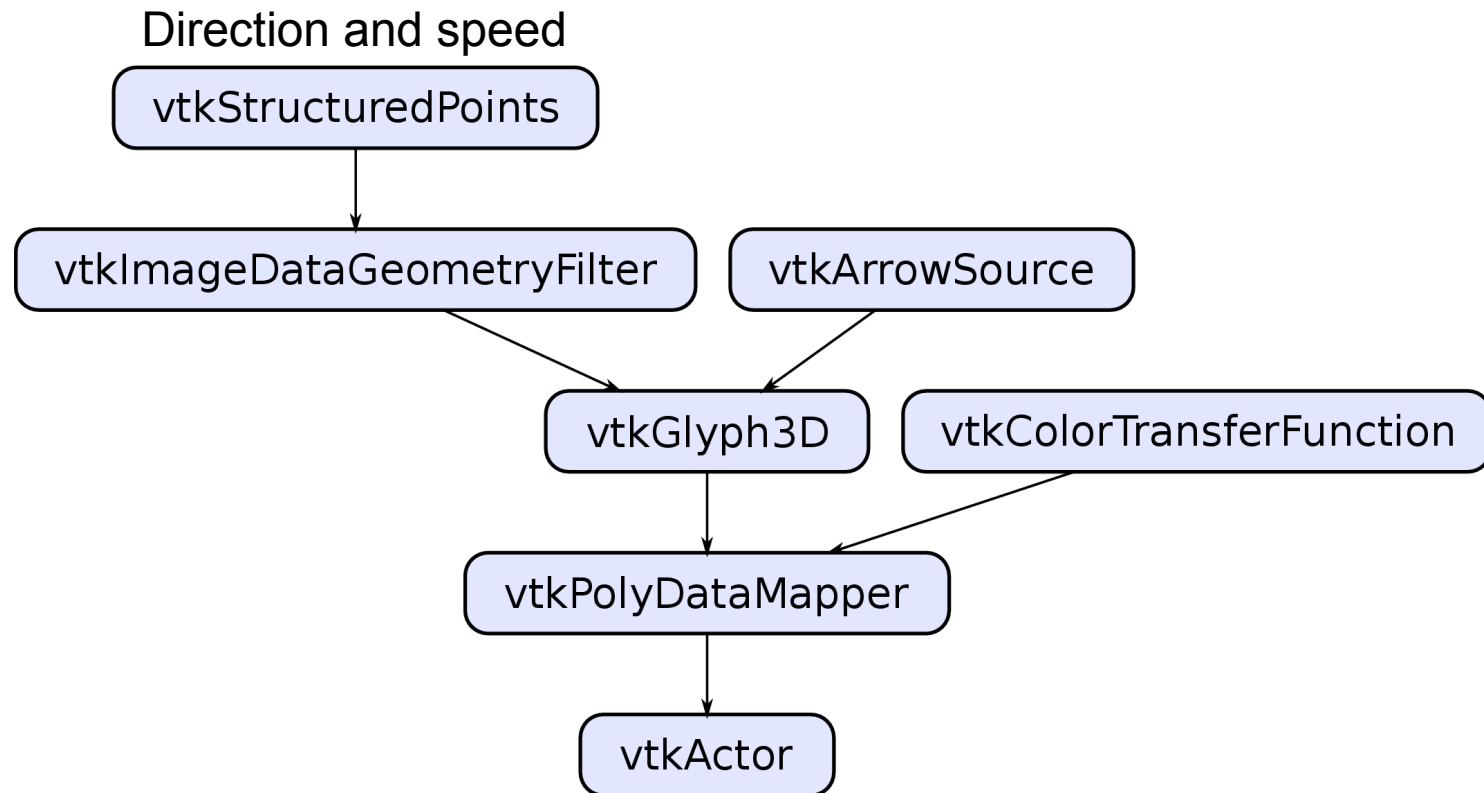 Direction and speed
vtkStructuredPoints
vtkImageDataGeometryFilter
vtkArrowSource
vtkGlyph3D
vtkColorTransferFunction
vtkPolyDataMapper
vtkActor